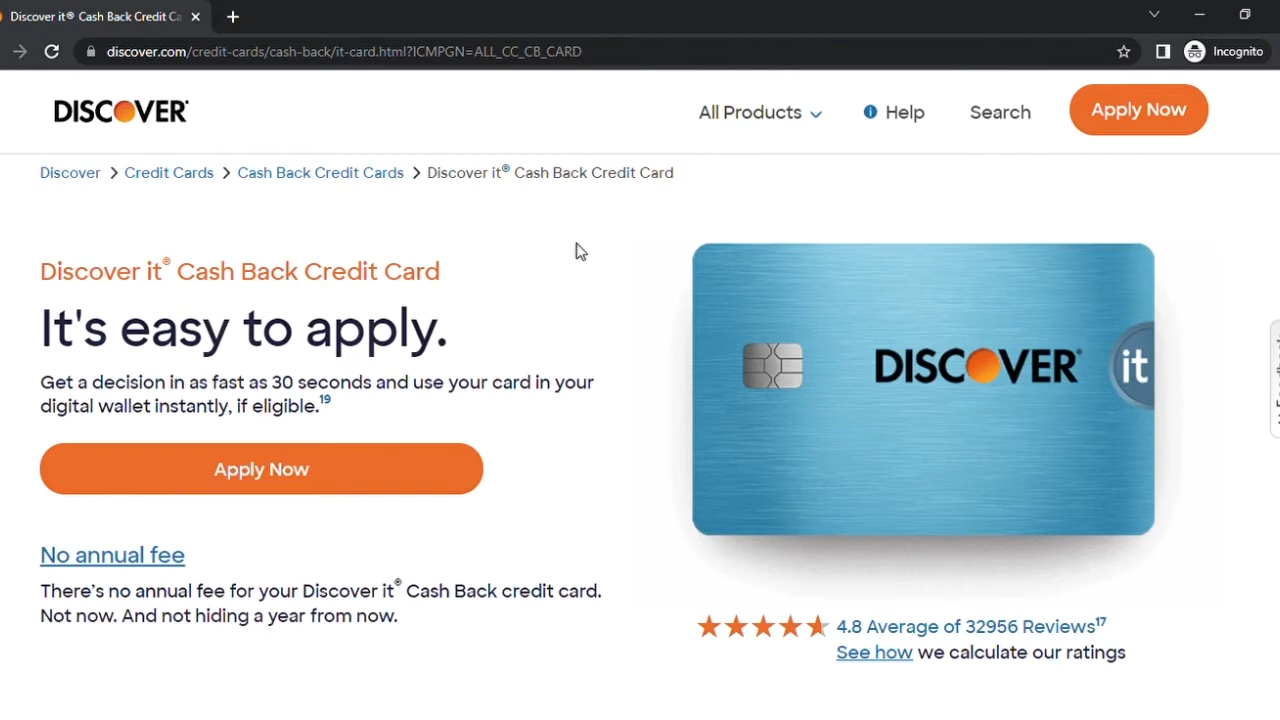 Discover it® Cash Back Credit Ca
discover.com/credit-cards/cash-back/it-card.html?ICMPGN=ALL_CC_CB_CARD
Incognito
DISCOVER®
All Products
Help
Search
Apply Now
Discover > Credit Cards > Cash Back Credit Cards > Discover it® Cash Back Credit Card
Discover it® Cash Back Credit Card
It's easy to apply.
Get a decision in as fast as 30 seconds and use your card in your
digital wallet instantly, if eligible.19
Apply Now
No annual fee
There's no annual fee for your Discover it® Cash Back credit card.
Not now. And not hiding a year from now.
DISCOVER®
it
4.8 Average of 32956 Reviews17
See how we calculate our ratings